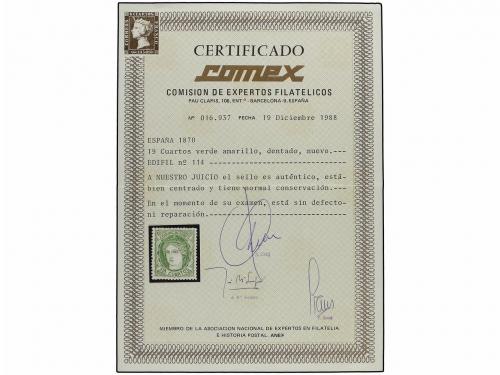 CERTIFICADO
comex
COMISION DE EXPERTOS FILATELICOS
PAU CLARIS, 108, ENTº - BARCELONA-9. ESPAÑA
Nº 016.937 FECHA 19 Diciembre 1988
ESPAÑA 1870
19 Cuartos verde amarillo, dentado, nuevo.----
EDIFIL nº 114
A NUESTRO JUICIO el sello es auténtico, está-
bien centrado y tiene normal conservación.----
En el momento de su examen, está sin defecto--
ni reparación.
MIEMBRO DE LA ASOCIACION NACIONAL DE EXPERTOS EN FILATELIA
E HISTORIA POSTAL. ANEF